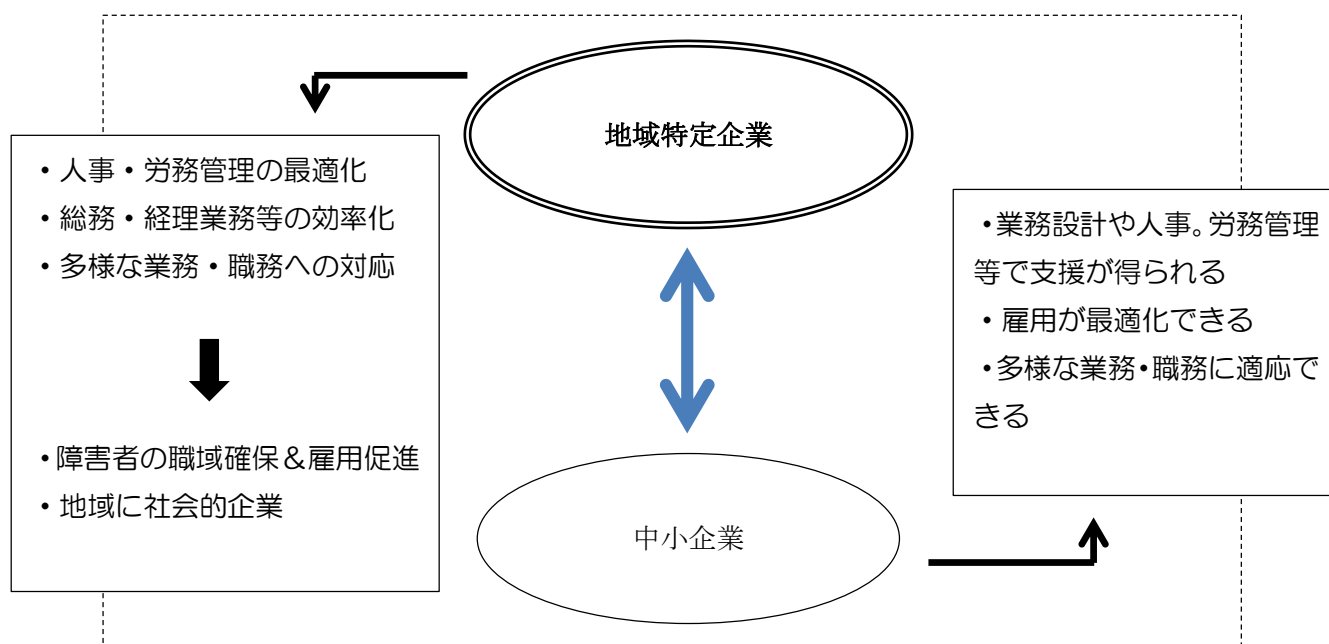 地域特定企業
・人事・労務管理の最適化
・総務・経理業務等の効率化
・多様な業務・職務への対応
・障害者の職域確保＆雇用促進
・地域に社会的企業
・業務設計や人事。労務管理
等で支援が得られる
・雇用が最適化できる
・多様な業務・職務に適応で
きる
中小企業